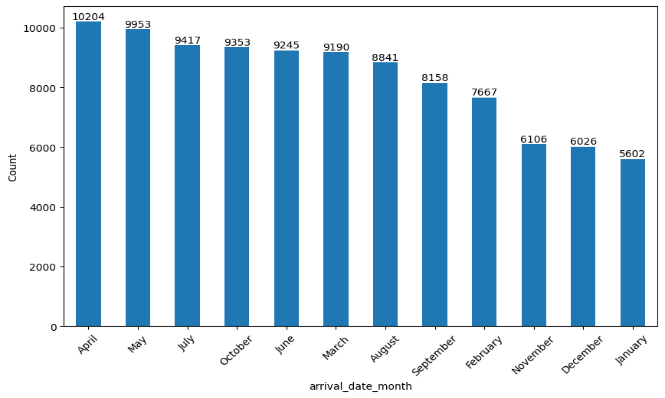 10204
9953
9417
9353
9245
9190
8841
8158
7667
6106
6026
5602
10000
8000
6000
4000
2000
0
Count
April
May
July
October
June
March
August
September
February
November
December
January
arrival_date_month